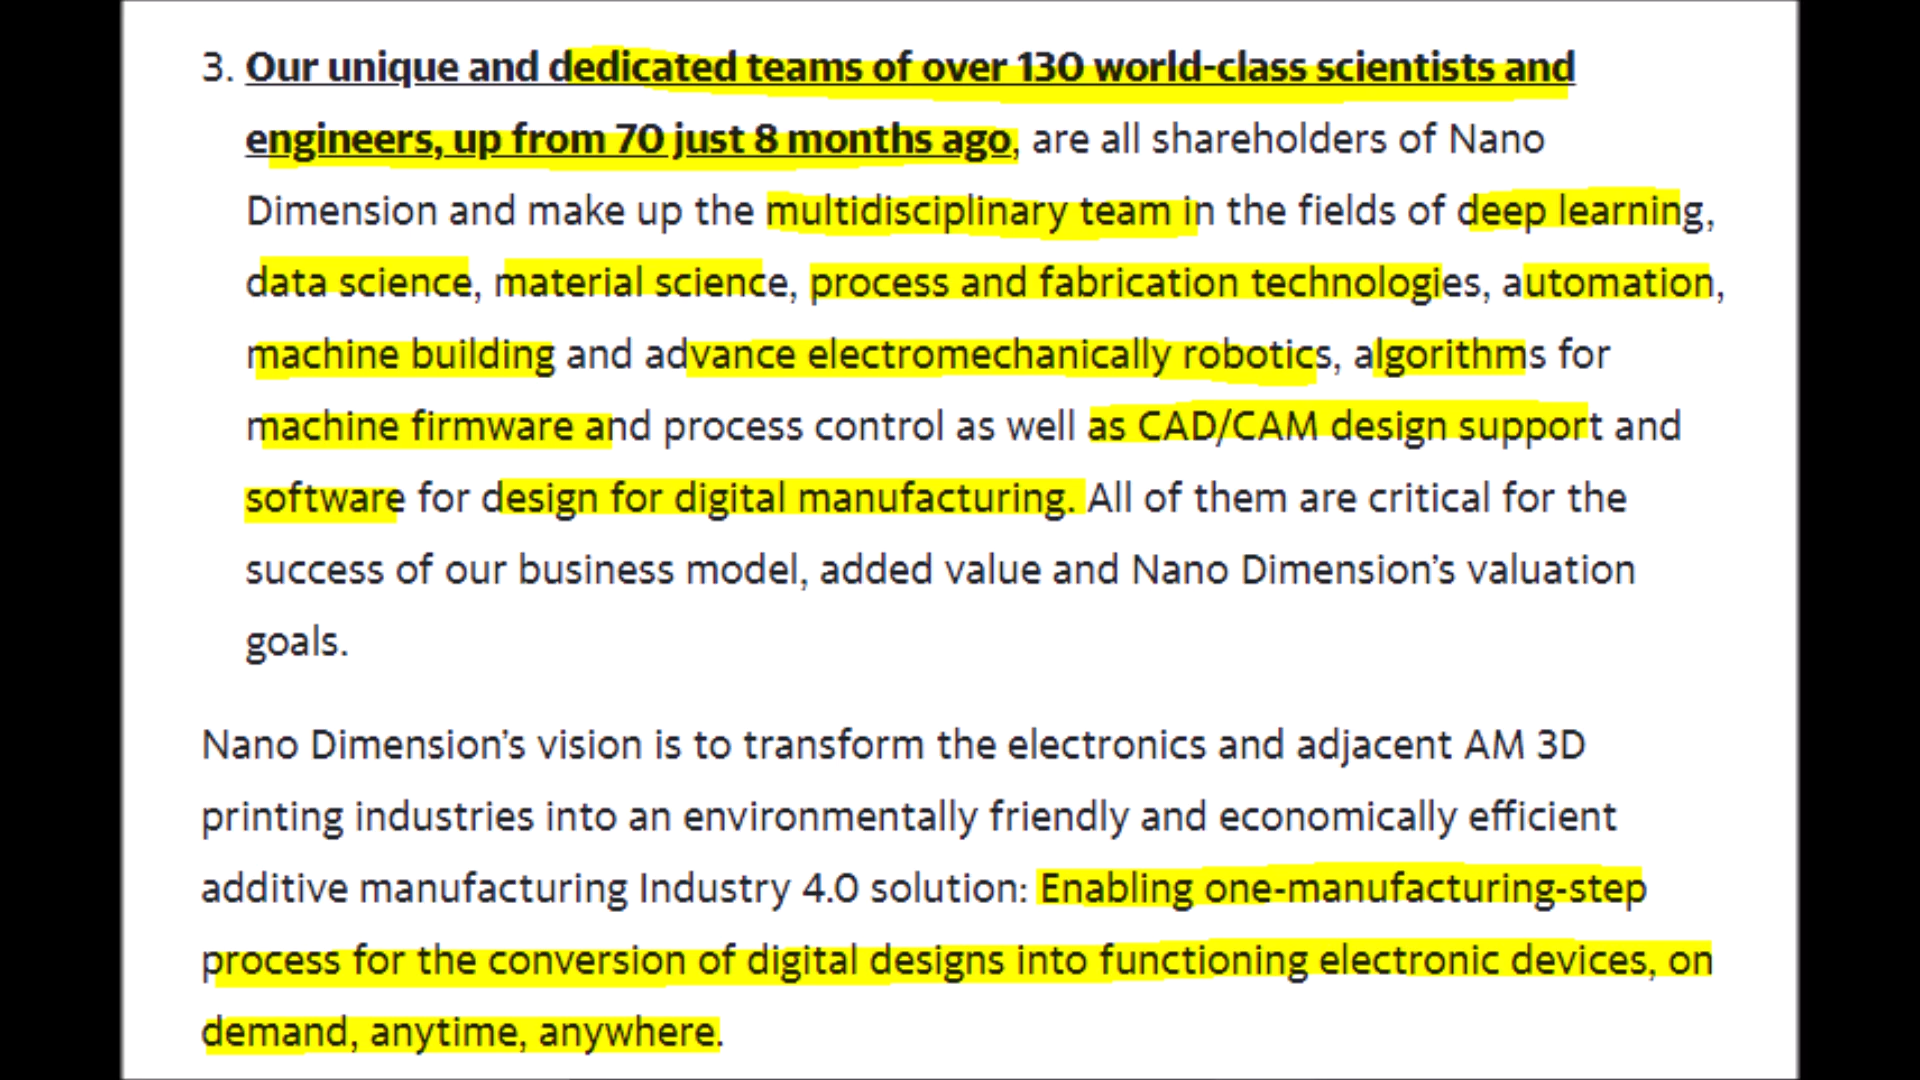 3. Our unique and dedicated teams of over 130 world-class scientists and
engineers, up from 70 just 8 months ago, are all shareholders of Nano
Dimension and make up the multidisciplinary team in the fields of deep learning,
data science, material science, process and fabrication technologies, automation,
machine building and advance electromechanically robotics, algorithms for
machine firmware and process control as well as CAD/CAM design support and
software for design for digital manufacturing. All of them are critical for the
success of our business model, added value and Nano Dimension’s valuation
goals.
Nano Dimension’s vision is to transform the electronics and adjacent AM 3D
printing industries into an environmentally friendly and economically efficient
additive manufacturing Industry 4.0 solution: Enabling one-manufacturing-step
process for the conversion of digital designs into functioning electronic devices, on
demand, anytime, anywhere.